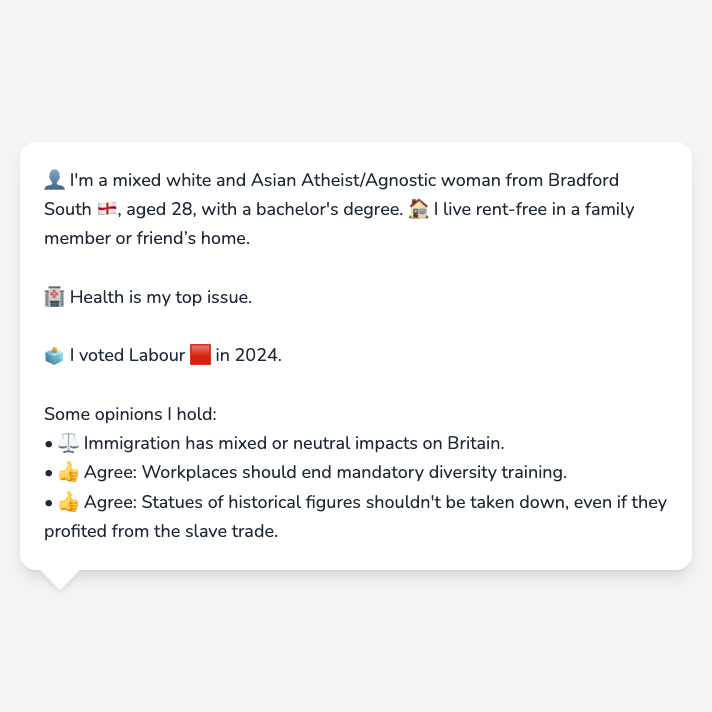 👤 I'm a mixed white and Asian Atheist/Agnostic woman from Bradford
South 🏴󠁧󠁢󠁥󠁮󠁧󠁿, aged 28, with a bachelor's degree. 🏠 I live rent-free in a family
member or friend’s home.
🏥 Health is my top issue.
🗳️ I voted Labour 🟥 in 2024.
Some opinions I hold:
• ⚖️ Immigration has mixed or neutral impacts on Britain.
• 👍 Agree: Workplaces should end mandatory diversity training.
• 👍 Agree: Statues of historical figures shouldn't be taken down, even if they
profited from the slave trade.